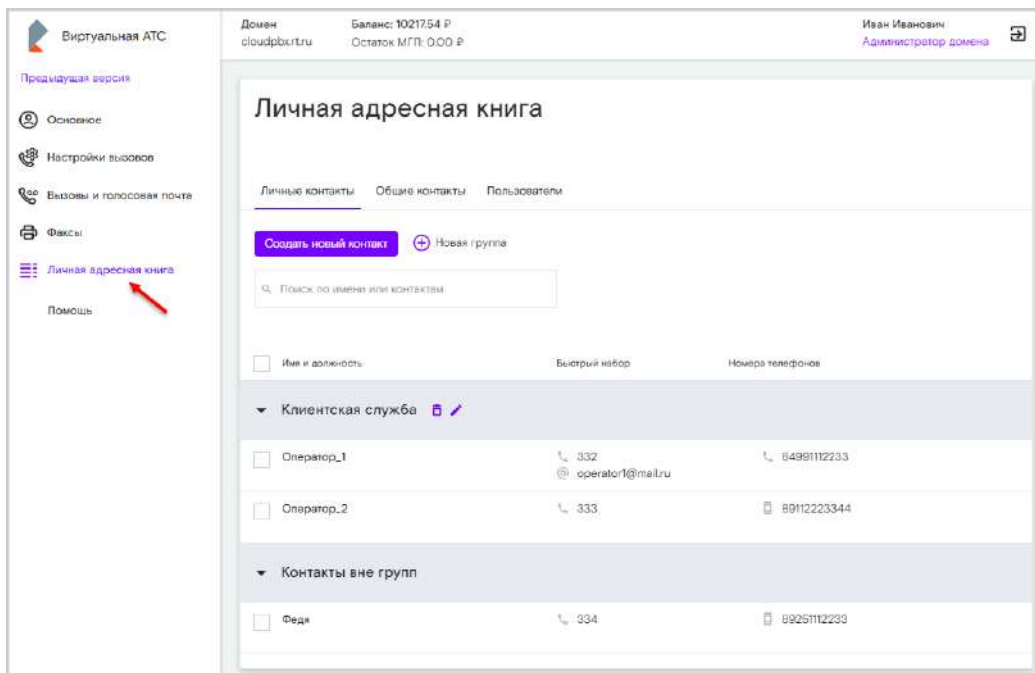 Виртуальная АТС
Домен
cloudpbx.rt.ru
Баланс: 10217.54 ₽
Остаток МГП: 0.00 ₽
Иван Иванович
Администратор домена
Предыдущая версия
Основное
Настройки вызовов
Вызовы и голосовая почта
Факсы
Личная адресная книга
Помощь
Личная адресная книга
Личные контакты Общие контакты Пользователи
Создать новый контакт Новая группа
Поиск по имени или контактам
Имя и должность Быстрый набор Номера телефонов
Клиентская служба
Оператор_1 332 84991112233
operator1@mail.ru
Оператор_2 333 89112223344
Контакты вне групп
Федя 334 89251112233